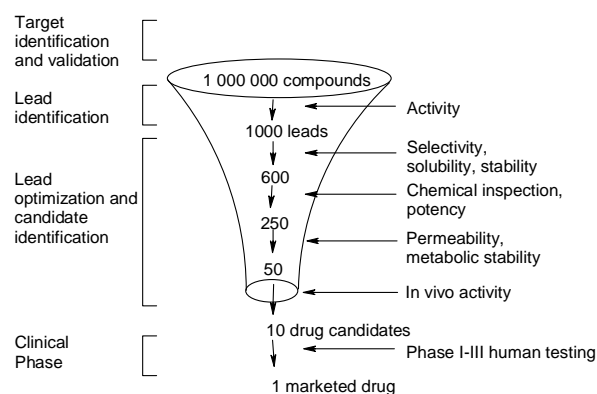 Target
identification
and validation
1 000 000 compounds
Lead
identification
Activity
1000 leads
Selectivity,
solubility, stability
600
Lead
optimization and
candidate
identification
Chemical inspection,
potency
250
Permeability,
metabolic stability
50
In vivo activity
10 drug candidates
Clinical
Phase
Phase I-III human testing
1 marketed drug